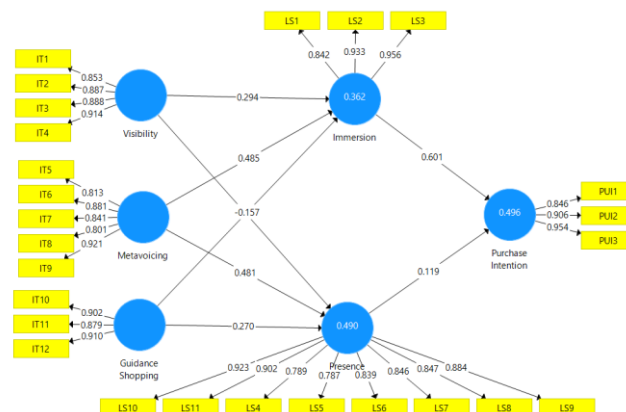 LS1
LS2
LS3
0.842
0.933
0.956
IT1
IT2
IT3
IT4
0.853
0.887
0.888
0.914
Visibility
0.294
0.362
Immersion
0.485
0.601
IT5
IT6
IT7
IT8
IT9
0.813
0.881
0.841
0.801
0.921
Metavoicing
-0.157
0.481
0.496
Purchase
Intention
0.846
0.906
0.954
PUI1
PUI2
PUI3
0.119
IT10
IT11
IT12
0.902
0.879
0.910
Guidance
Shopping
0.270
0.490
Presence
0.923
0.902
0.789
0.787
0.839
0.846
0.847
0.884
LS10
LS11
LS4
LS5
LS6
LS7
LS8
LS9